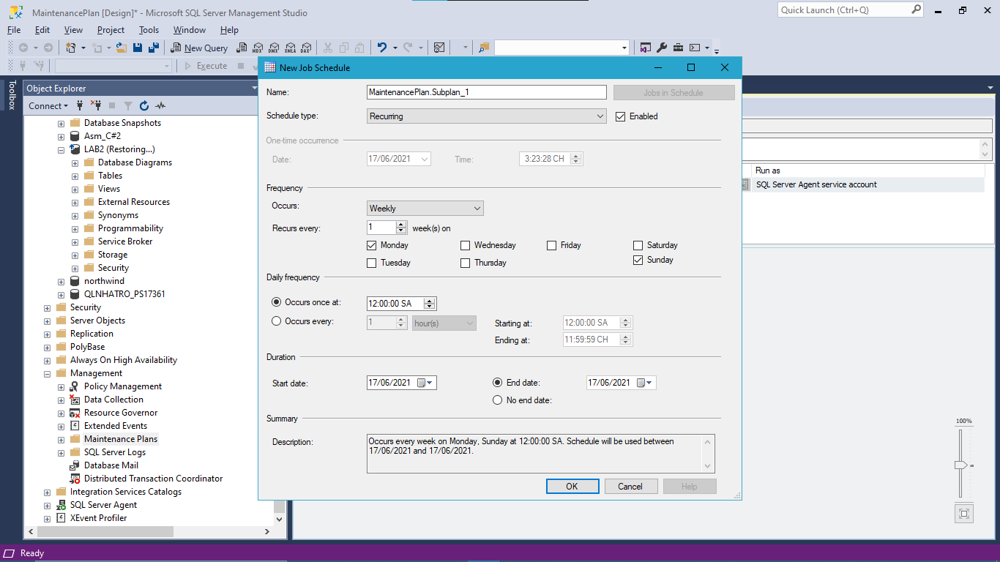 MaintenancePlan [Design]* - Microsoft SQL Server Management Studio
Quick Launch (Ctrl+Q)
File Edit View Project Tools Window Help
New Query MDX DMX XMLA DAX
Execute
Toolbox
Object Explorer
Connect
Database Snapshots
Asm_C#2
LAB2 (Restoring...)
Database Diagrams
Tables
Views
External Resources
Synonyms
Programmability
Service Broker
Storage
Security
northwind
QLNHATRO_PS17361
Security
Server Objects
Replication
PolyBase
Always On High Availability
Management
Policy Management
Data Collection
Resource Governor
Extended Events
Maintenance Plans
SQL Server Logs
Database Mail
Distributed Transaction Coordinator
Integration Services Catalogs
SQL Server Agent
XEvent Profiler
New Job Schedule
Name: MaintenancePlan.Subplan_1 Jobs in Schedule
Schedule type: Recurring Enabled
One-time occurrence
Date: 17/06/2021 Time: 3:23:28 CH
Frequency
Occurs: Weekly
Recurs every: 1 week(s) on
Monday Wednesday Friday Saturday
Tuesday Thursday Sunday
Daily frequency
Occurs once at: 12:00:00 SA
Occurs every: 1 hour(s) Starting at: 12:00:00 SA
Ending at: 11:59:59 CH
Duration
Start date: 17/06/2021 End date: 17/06/2021
No end date:
Summary
Description: Occurs every week on Monday, Sunday at 12:00:00 SA. Schedule will be used between
17/06/2021 and 17/06/2021.
OK Cancel Help
Run as
SQL Server Agent service account
100%
Ready